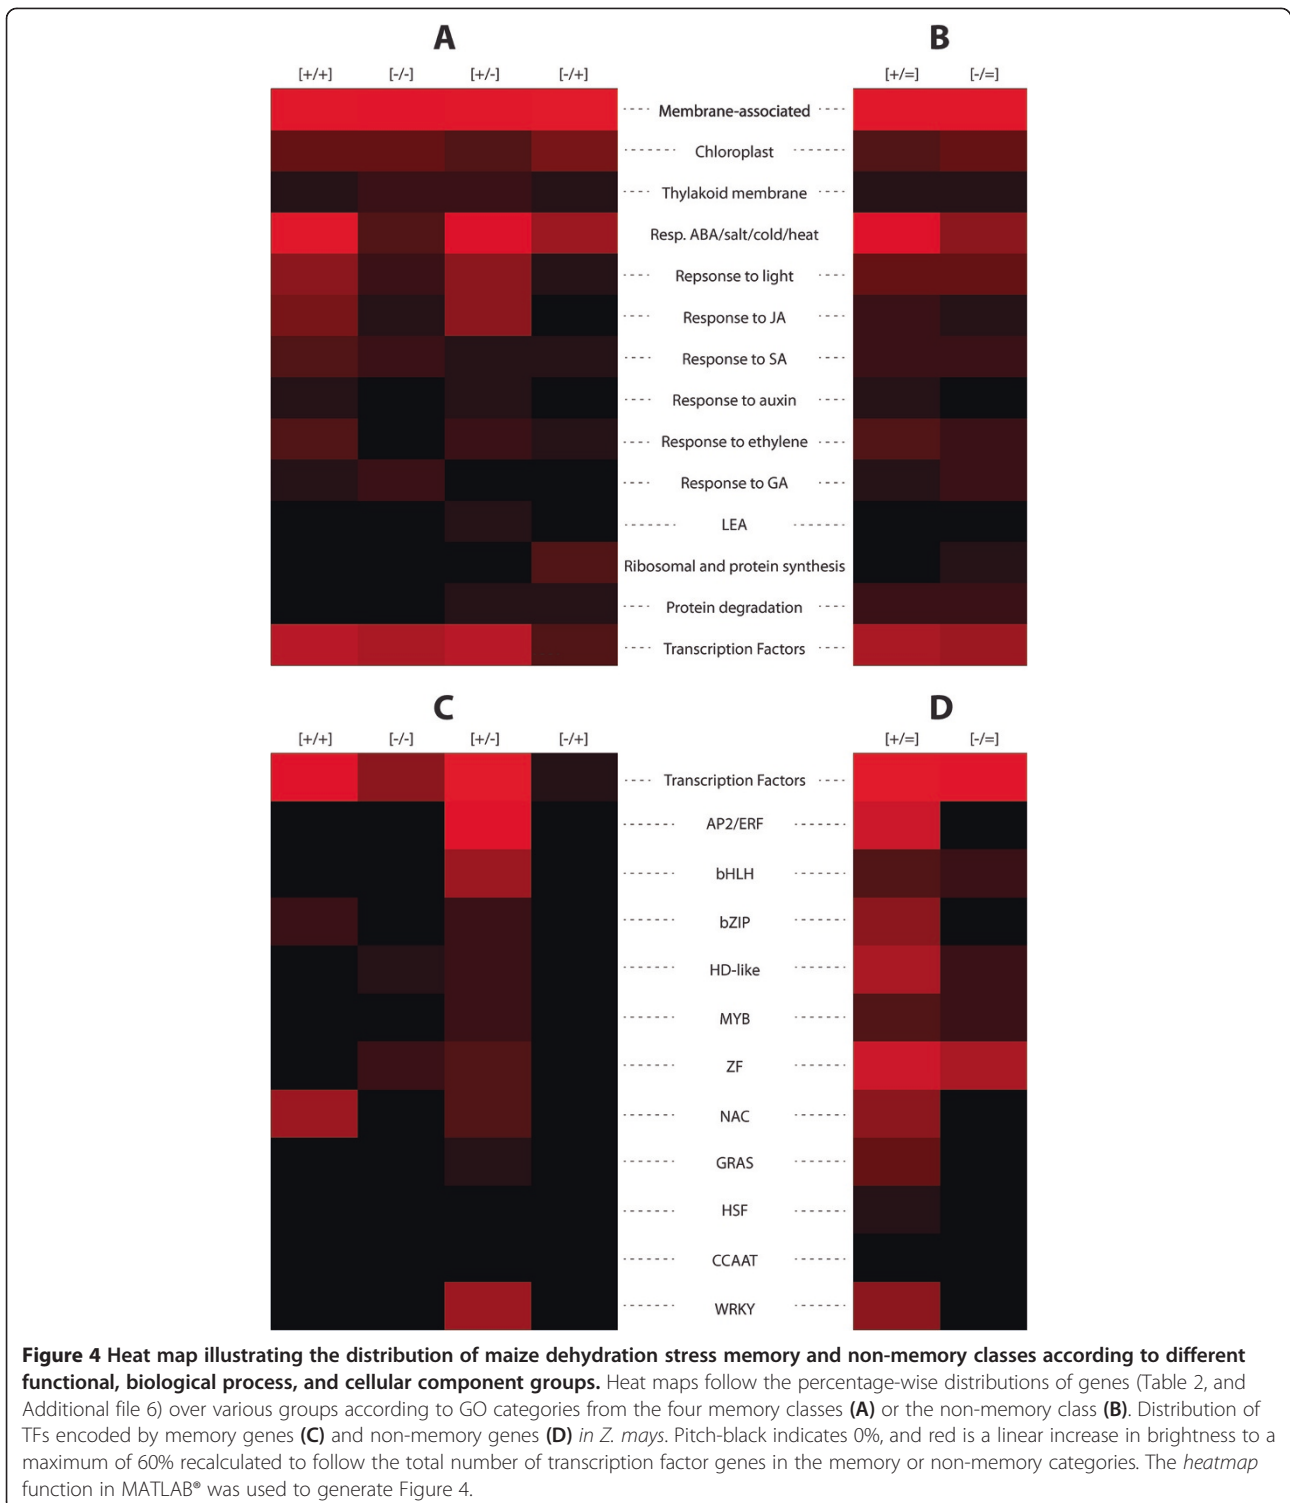 A
B
[+/+] [-/-] [+/-] [-/+] [+/=] [-/=]
Membrane-associated
Chloroplast
Thylakoid membrane
Resp. ABA/salt/cold/heat
Repsonse to light
Response to JA
Response to SA
Response to auxin
Response to ethylene
Response to GA
LEA
Ribosomal and protein synthesis
Protein degradation
Transcription Factors
C
D
[+/+] [-/-] [+/-] [-/+] [+/=] [-/=]
Transcription Factors
AP2/ERF
bHLH
bZIP
HD-like
MYB
ZF
NAC
GRAS
HSF
CCAAT
WRKY
Figure 4 Heat map illustrating the distribution of maize dehydration stress memory and non-memory classes according to different
functional, biological process, and cellular component groups. Heat maps follow the percentage-wise distributions of genes (Table 2, and
Additional file 6) over various groups according to GO categories from the four memory classes (A) or the non-memory class (B). Distribution of
TFs encoded by memory genes (C) and non-memory genes (D) in Z. mays. Pitch-black indicates 0%, and red is a linear increase in brightness to a
maximum of 60% recalculated to follow the total number of transcription factor genes in the memory or non-memory categories. The heatmap
function in MATLAB® was used to generate Figure 4.